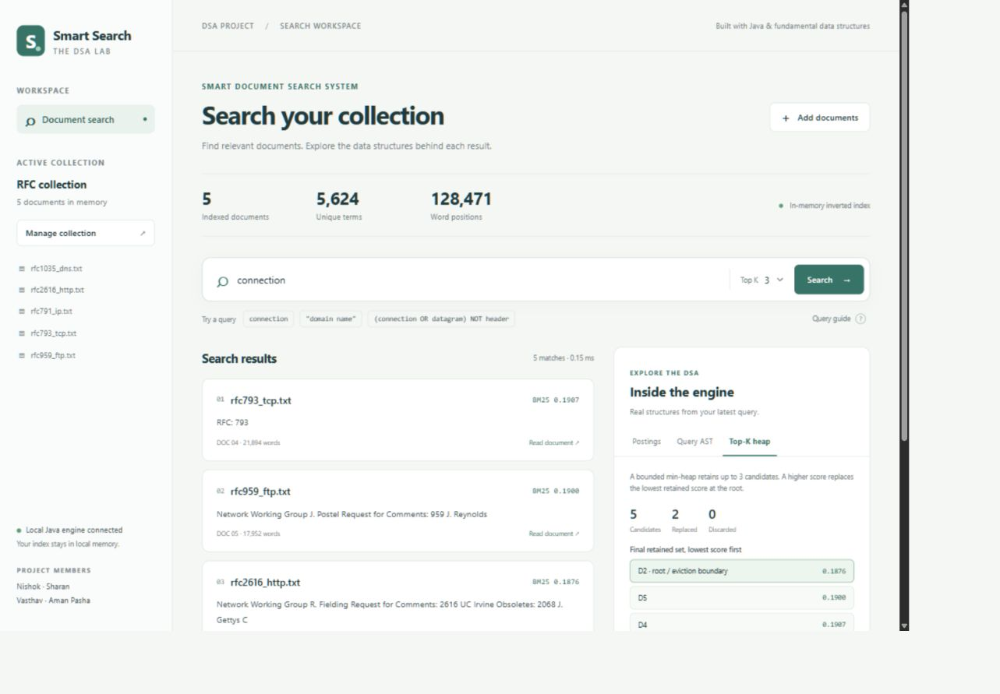 S.
Smart Search
THE DSA LAB
WORKSPACE
Document search
ACTIVE COLLECTION
RFC collection
5 documents in memory
Manage collection ↗
rfc1035_dns.txt
rfc2616_http.txt
rfc791_ip.txt
rfc793_tcp.txt
rfc959_ftp.txt
Local Java engine connected
Your index stays in local memory.
PROJECT MEMBERS
Nishok · Sharan
Vasthav · Aman Pasha
DSA PROJECT / SEARCH WORKSPACE
Built with Java & fundamental data structures
SMART DOCUMENT SEARCH SYSTEM
Search your collection
+ Add documents
Find relevant documents. Explore the data structures behind each result.
5 5,624 128,471
Indexed documents Unique terms Word positions
In-memory inverted index
connection Top K 3 Search →
Try a query connection "domain name" (connection OR datagram) NOT header Query guide ?
Search results 5 matches · 0.15 ms
01 rfc793_tcp.txt BM25 0.1907
RFC: 793
DOC 04 · 21,894 words Read document ↗
02 rfc959_ftp.txt BM25 0.1900
Network Working Group J. Postel Request for Comments: 959 J. Reynolds
DOC 05 · 17,952 words Read document ↗
03 rfc2616_http.txt BM25 0.1876
Network Working Group R. Fielding Request for Comments: 2616 UC Irvine Obsoletes: 2068 J.
Gettys C
EXPLORE THE DSA
Inside the engine
Real structures from your latest query.
Postings Query AST Top-K heap
A bounded min-heap retains up to 3 candidates. A higher score replaces
the lowest retained score at the root.
5 2 0
Candidates Replaced Discarded
Final retained set, lowest score first
D2 · root / eviction boundary 0.1876
D5 0.1900
D4 0.1907